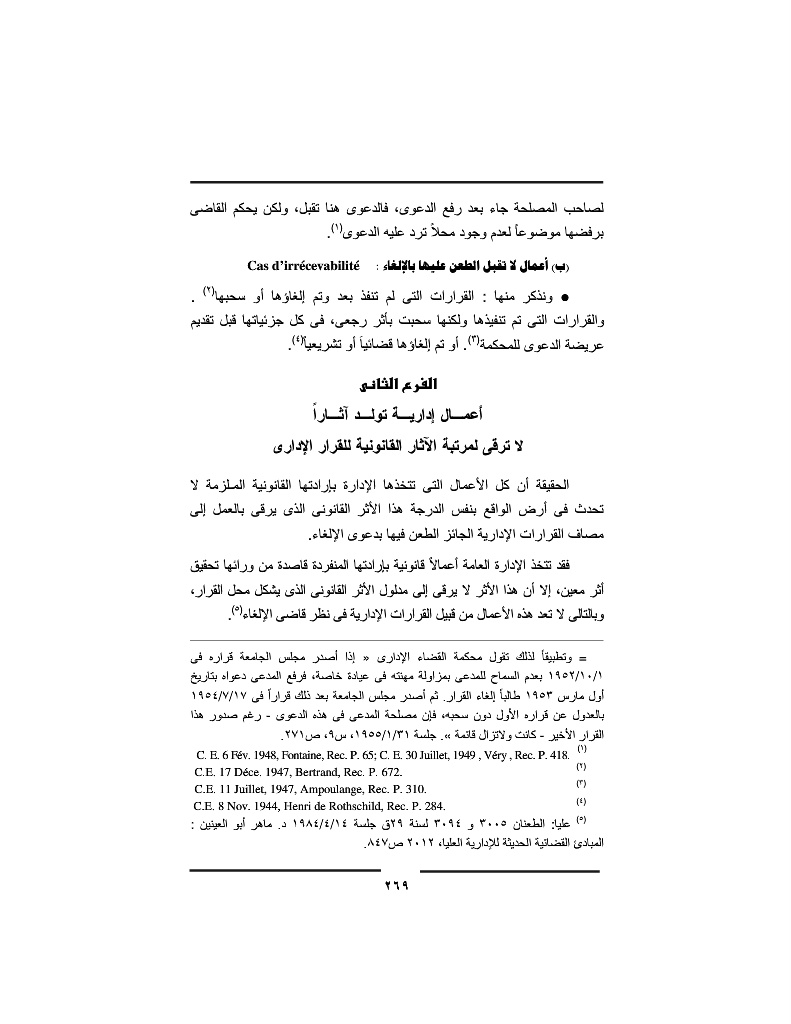 لصاحب المصلحة جاء بعد رفع الدعوى، فالدعوى هنا تقبل، ولكن يحكم القاضى
برفضها موضوعاً لعدم وجود محلاً ترد عليه الدعوى(١).
(ب) أعمال لا تقبل الطعن عليها بالإلغاء : Cas d’irrécevabilité
● ونذكر منها : القرارات التى لم تنفذ بعد وتم إلغاؤها أو سحبها(٢) .
والقرارات التى تم تنفيذها ولكنها سحبت بأثر رجعى، فى كل جزئياتها قبل تقديم
عريضة الدعوى للمحكمة(٣). أو تم إلغاؤها قضائياً أو تشريعياً(٤).
الفرع الثانى
أعمـــال إداريـــة تولـــد آثـــاراً
لا ترقى لمرتبة الآثار القانونية للقرار الإدارى
الحقيقة أن كل الأعمال التى تتخذها الإدارة بإرادتها القانونية الملزمة لا
تحدث فى أرض الواقع بنفس الدرجة هذا الأثر القانونى الذى يرقى بالعمل إلى
مصاف القرارات الإدارية الجائز الطعن فيها بدعوى الإلغاء.
فقد تتخذ الإدارة العامة أعمالاً قانونية بإرادتها المنفردة قاصدة من ورائها تحقيق
أثر معين، إلا أن هذا الأثر لا يرقى إلى مدلول الأثر القانونى الذى يشكل محل القرار،
وبالتالى لا تعد هذه الأعمال من قبيل القرارات الإدارية فى نظر قاضى الإلغاء(٥).
= وتطبيقاً لذلك تقول محكمة القضاء الإدارى « إذا أصدر مجلس الجامعة قراره فى
١٩٥٢/١٠/١ بعدم السماح للمدعى بمزاولة مهنته فى عيادة خاصة، فرفع المدعى دعواه بتاريخ
أول مارس ١٩٥٣ طالباً إلغاء القرار. ثم أصدر مجلس الجامعة بعد ذلك قراراً فى ١٩٥٤/٧/١٧
بالعدول عن قراره الأول دون سحبه، فإن مصلحة المدعى فى هذه الدعوى - رغم صدور هذا
القرار الأخير - كانت ولاتزال قائمة ». جلسة ١٩٥٥/١/٣١، س٩، ص٢٧١.
(١) C. E. 6 Fév. 1948, Fontaine, Rec. P. 65; C. E. 30 Juillet, 1949 , Véry , Rec. P. 418.
(٢) C.E. 17 Déce. 1947, Bertrand, Rec. P. 672.
(٣) C.E. 11 Juillet, 1947, Ampoulange, Rec. P. 310.
(٤) C.E. 8 Nov. 1944, Henri de Rothschild, Rec. P. 284.
(٥) عليا: الطعنان ٣٠٠٥ و ٣٠٩٤ لسنة ٢٩ق جلسة ١٩٨٤/٤/١٤ د. ماهر أبو العينين :
المبادئ القضائية الحديثة للإدارية العليا، ٢٠١٢ ص٨٤٧.
٢٦٩